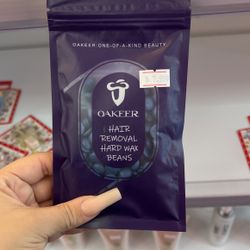 OAKEER ONE-OF-A-KIND BEAUTY
OAKEER
HAIR
REMOVAL
HARD WAX
BEANS